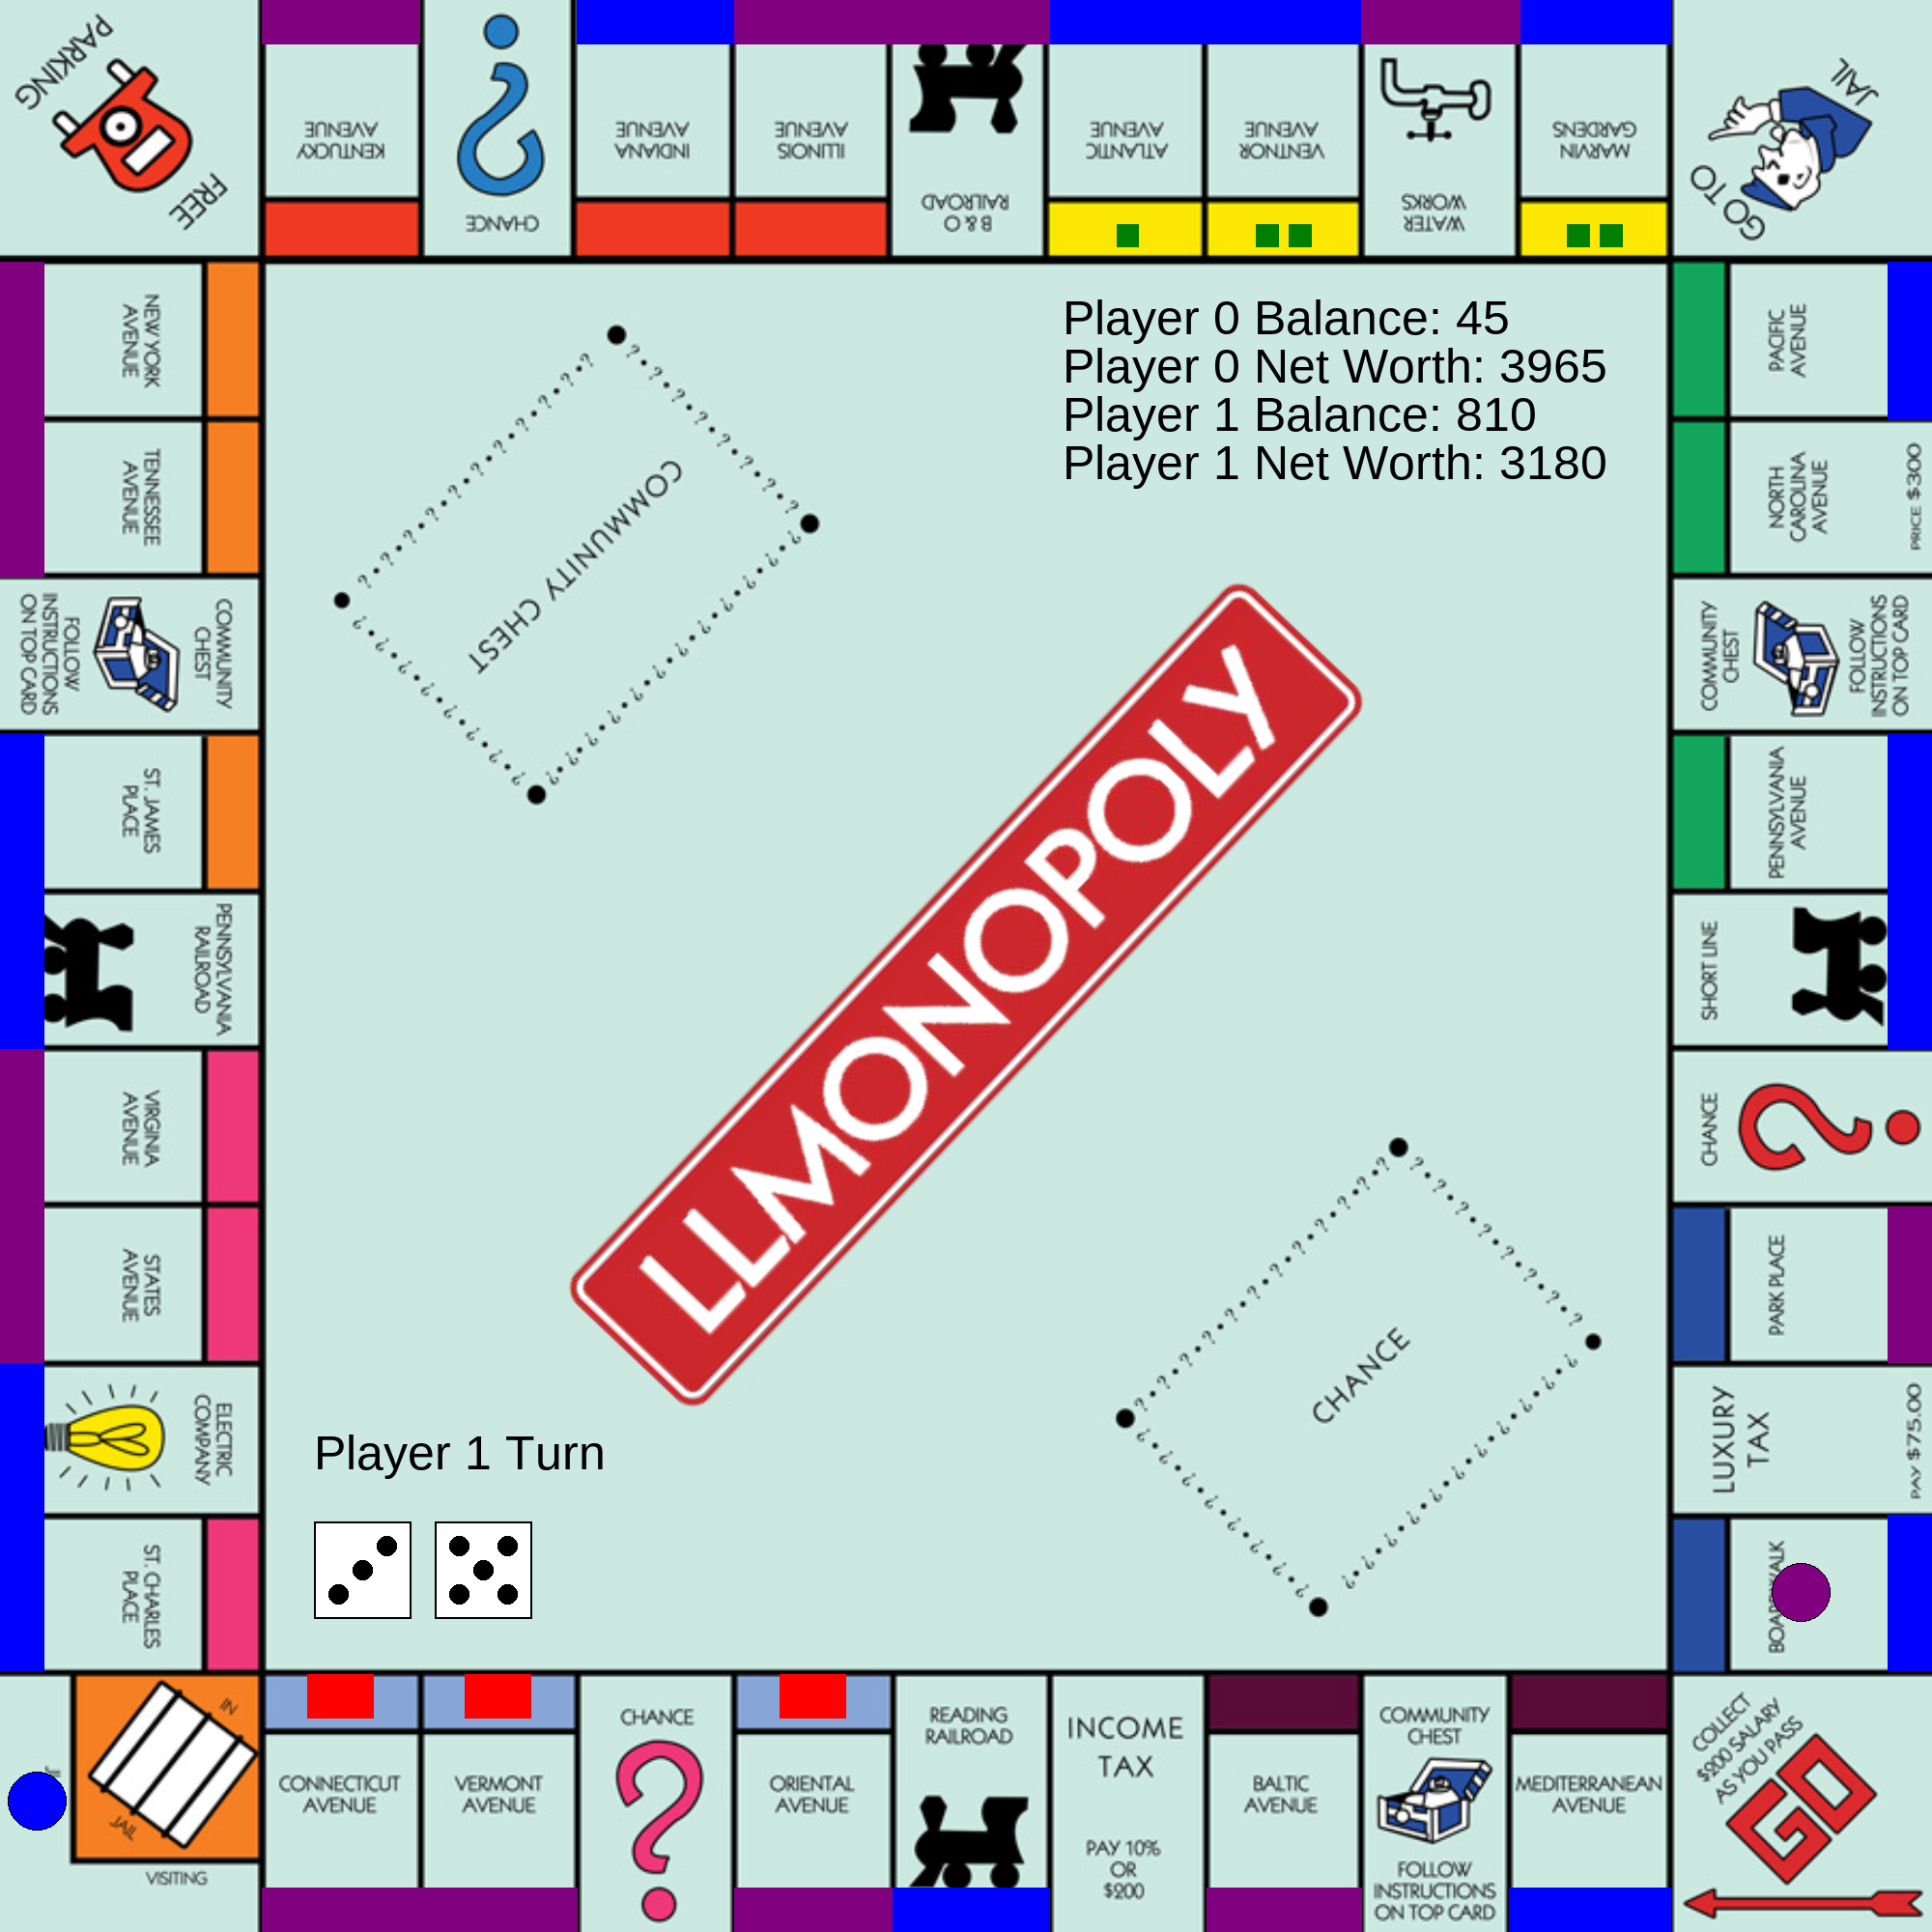 PARKING
FREE
KENTUCKY
AVENUE
CHANCE
INDIANA
AVENUE
ILLINOIS
AVENUE
B & O
RAILROAD
ATLANTIC
AVENUE
VENTNOR
AVENUE
WATER
WORKS
MARVIN
GARDENS
GO TO
JAIL
NEW YORK
AVENUE
TENNESSEE
AVENUE
COMMUNITY
CHEST
FOLLOW
INSTRUCTIONS
ON TOP CARD
ST. JAMES
PLACE
PENNSYLVANIA
RAILROAD
VIRGINIA
AVENUE
STATES
AVENUE
ELECTRIC
COMPANY
ST. CHARLES
PLACE
Player 0 Balance: 45
Player 0 Net Worth: 3965
Player 1 Balance: 810
Player 1 Net Worth: 3180
COMMUNITY CHEST
LLMONOPOLY
CHANCE
Player 1 Turn
PACIFIC
AVENUE
NORTH
CAROLINA
AVENUE
PRICE $300
COMMUNITY
CHEST
FOLLOW
INSTRUCTIONS
ON TOP CARD
PENNSYLVANIA
AVENUE
SHORT LINE
CHANCE
PARK PLACE
LUXURY
TAX
PAY $75.00
IN
JAIL
VISITING
CONNECTICUT
AVENUE
VERMONT
AVENUE
CHANCE
ORIENTAL
AVENUE
READING
RAILROAD
INCOME
TAX
PAY 10%
OR
$200
BALTIC
AVENUE
COMMUNITY
CHEST
FOLLOW
INSTRUCTIONS
ON TOP CARD
MEDITERRANEAN
AVENUE
COLLECT
$200 SALARY
AS YOU PASS
GO